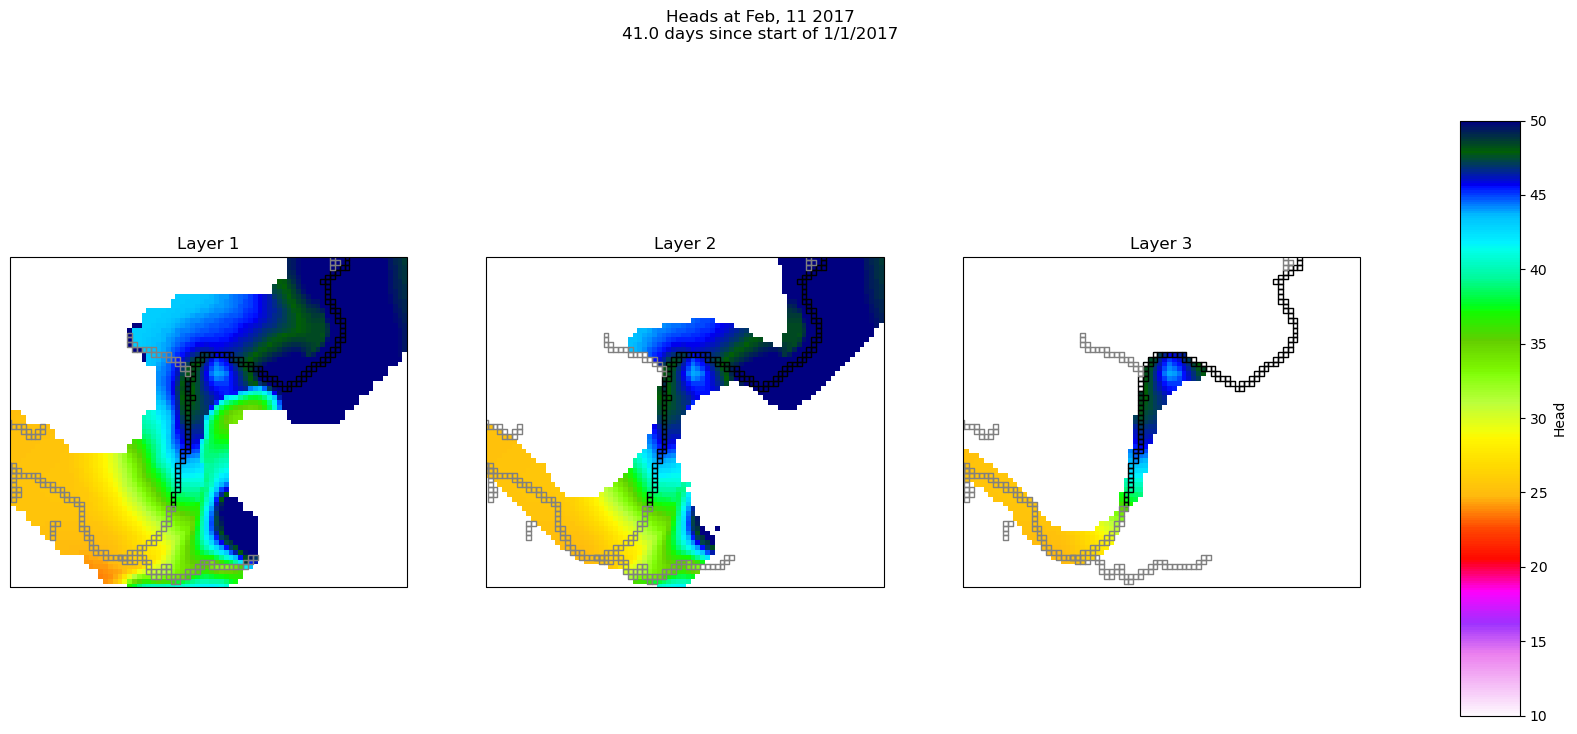 Heads at Feb, 11 2017
41.0 days since start of 1/1/2017
Layer 1
Layer 2
Layer 3
50
45
40
35
30
25
20
15
10
Head